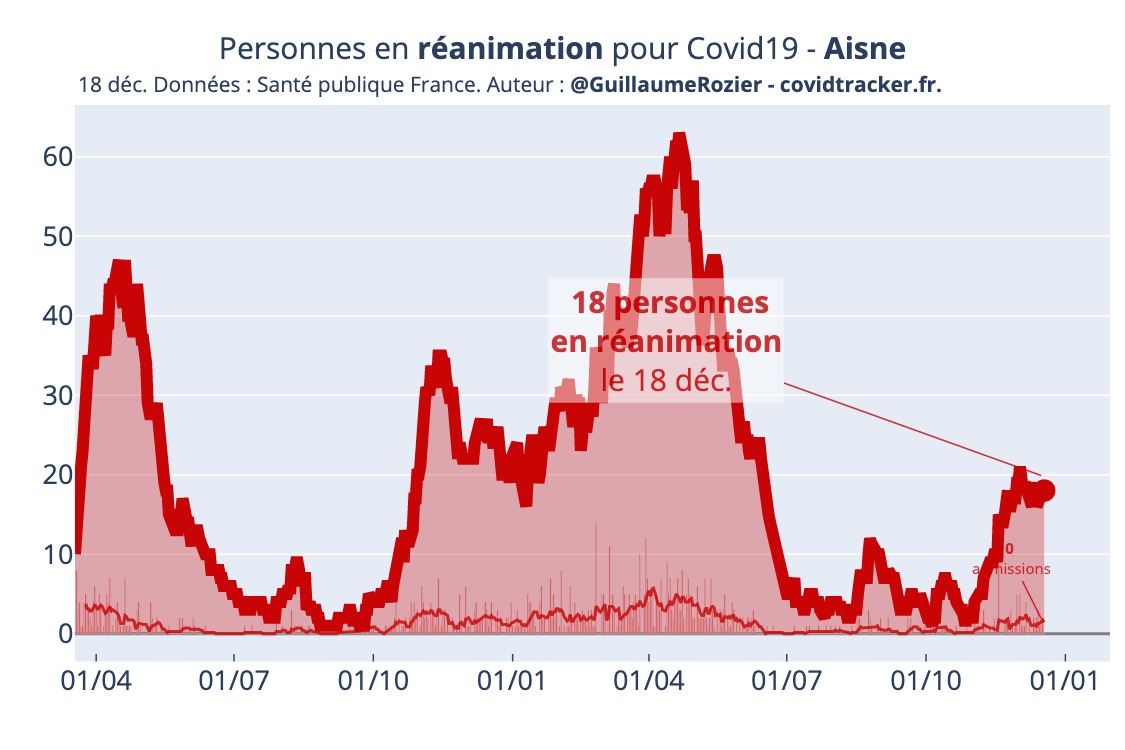 Personnes en réanimation pour Covid19 - Aisne
18 déc. Données : Santé publique France. Auteur : @GuillaumeRozier - covidtracker.fr.
60
50
40
30
20
10
0
18 personnes
en réanimation
le 18 déc.
0
admissions
01/04
01/07
01/10
01/01
01/04
01/07
01/10
01/01